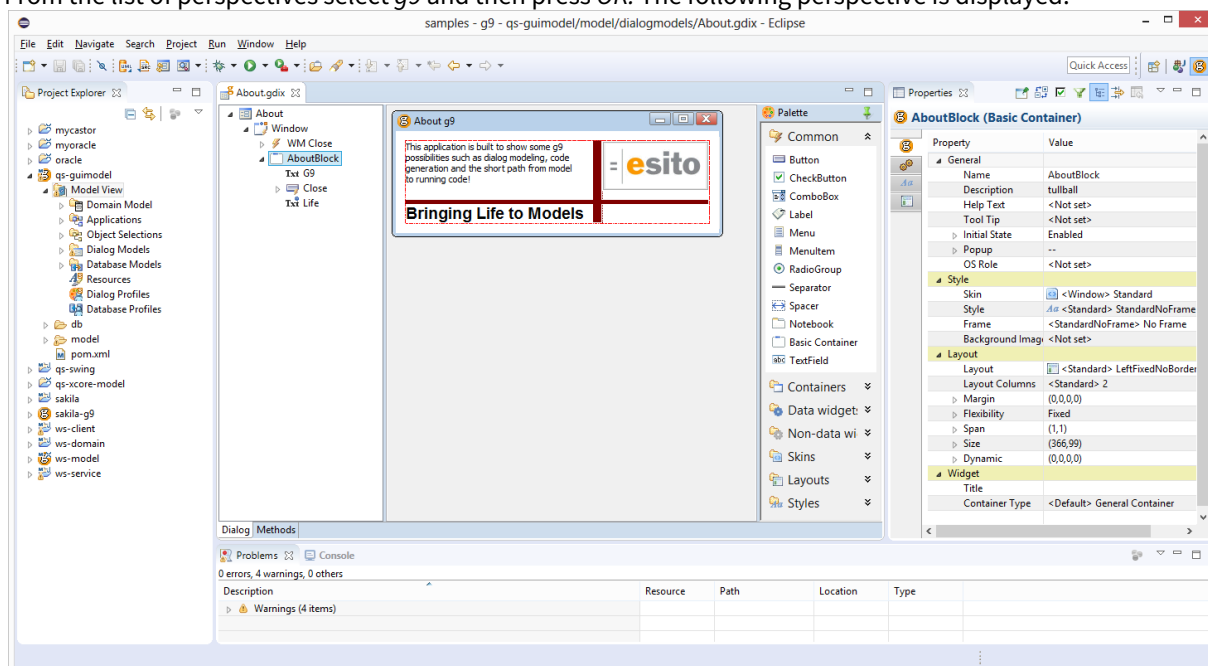 From the list of perspectives select g9 and then press OK. The following perspective is displayed:
samples - g9 - qs-guimodel/model/dialogmodels/About.gdix - Eclipse
File Edit Navigate Search Project Run Window Help
Quick Access
Project Explorer
mycastor
myoracle
oracle
qs-guimodel
Model View
Domain Model
Applications
Object Selections
Dialog Models
Database Models
Resources
Dialog Profiles
Database Profiles
db
model
pom.xml
qs-swing
qs-xcore-model
sakila
sakila-g9
ws-client
ws-domain
ws-model
ws-service
About.gdix
About
Window
WM Close
AboutBlock
Txt G9
Close
Txt Life
Dialog Methods
About g9
This application is built to show some g9
possibilities such as dialog modeling, code
generation and the short path from model
to running code!
= esito
Bringing Life to Models
Palette
Common
Button
CheckButton
ComboBox
Label
Menu
MenuItem
RadioGroup
Separator
Spacer
Notebook
Basic Container
abc TextField
Containers
Data widget:
Non-data wi
Skins
Layouts
Styles
Properties
AboutBlock (Basic Container)
Property Value
General
Name AboutBlock
Description tullball
Help Text <Not set>
Tool Tip <Not set>
Initial State Enabled
Popup --
OS Role <Not set>
Style
Skin <Window> Standard
Style <Standard> StandardNoFrame
Frame <StandardNoFrame> No Frame
Background Imag <Not set>
Layout
Layout <Standard> LeftFixedNoBorder
Layout Columns <Standard> 2
Margin (0,0,0,0)
Flexibility Fixed
Span (1,1)
Size (366,99)
Dynamic (0,0,0,0)
Widget
Title
Container Type <Default> General Container
Problems Console
0 errors, 4 warnings, 0 others
Description Resource Path Location Type
Warnings (4 items)